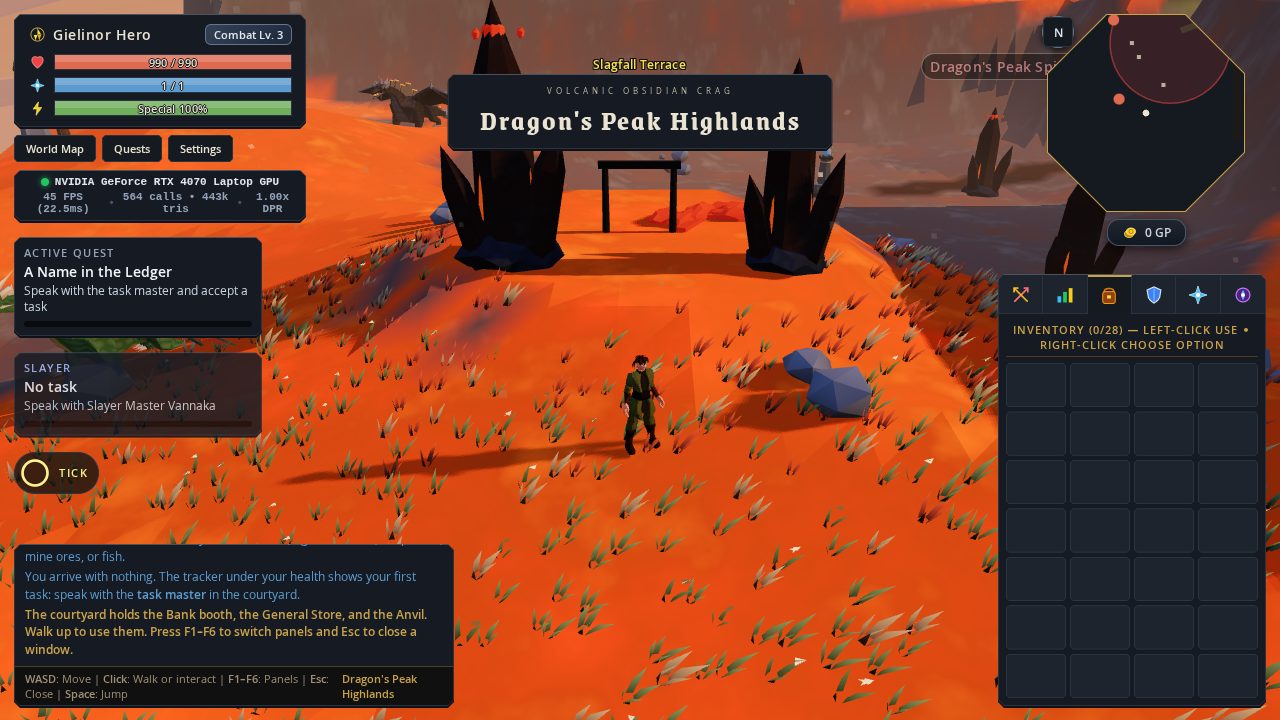 Gielinor Hero
Combat Lv. 3
990 / 990
1 / 1
Special 100%
World Map
Quests
Settings
NVIDIA GeForce RTX 4070 Laptop GPU
45 FPS • 564 calls • 443k • 1.00x
(22.5ms) tris DPR
ACTIVE QUEST
A Name in the Ledger
Speak with the task master and accept a
task
SLAYER
No task
Speak with Slayer Master Vannaka
TICK
Slagfall Terrace
VOLCANIC OBSIDIAN CRAG
Dragon's Peak Highlands
Dragon's Peak
N
0 GP
INVENTORY (0/28) — LEFT-CLICK USE •
RIGHT-CLICK CHOOSE OPTION
mine ores, or fish.
You arrive with nothing. The tracker under your health shows your first
task: speak with the task master in the courtyard.
The courtyard holds the Bank booth, the General Store, and the Anvil.
Walk up to use them. Press F1–F6 to switch panels and Esc to close a
window.
WASD: Move | Click: Walk or interact | F1–F6: Panels | Esc:
Close | Space: Jump
Dragon's Peak
Highlands